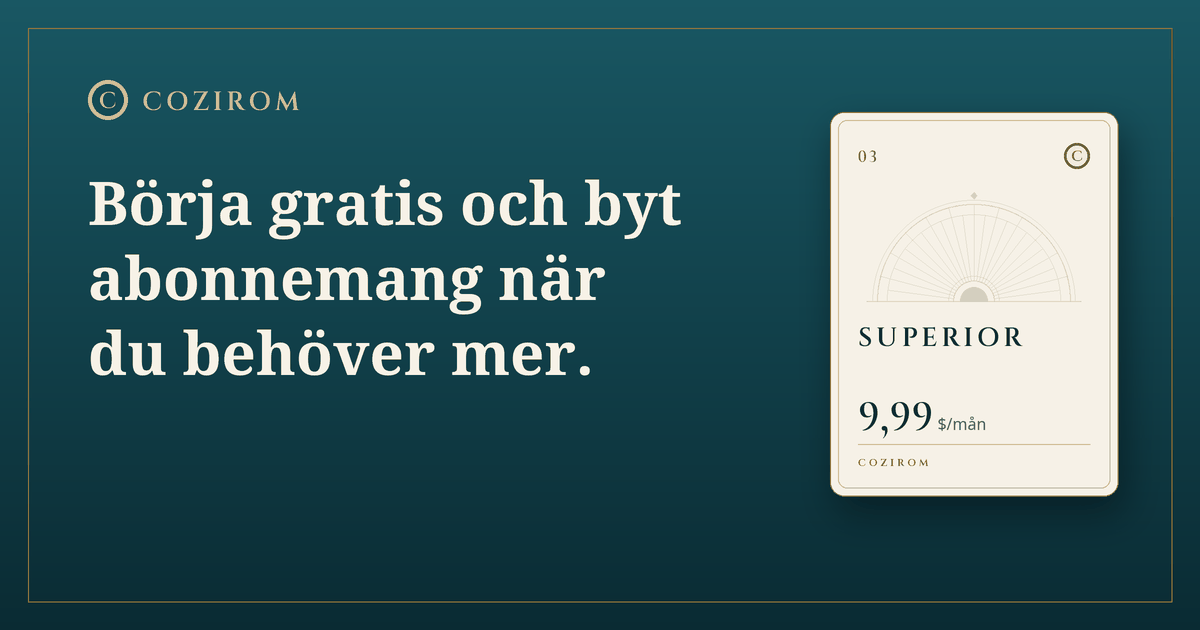 C COZIROM
Börja gratis och byt
abonnemang när
du behöver mer.
03
C
SUPERIOR
9,99 $/mån
COZIROM